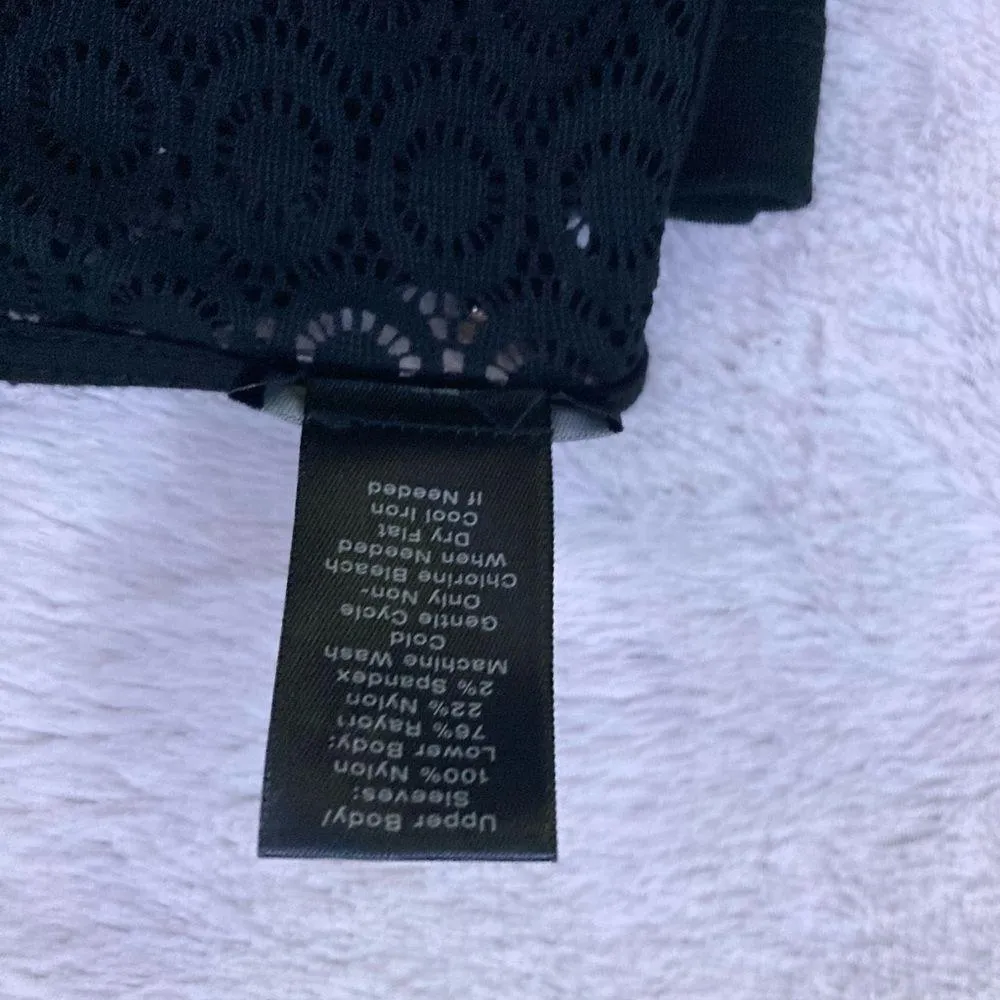 Upper Body/
Sleeves:
100% Nylon
Lower Body:
76% Rayon
22% Nylon
2% Spandex
Machine Wash
Cold
Gentle Cycle
Only Non-
Chlorine Bleach
When Needed
Dry Flat
Cool Iron
If Needed